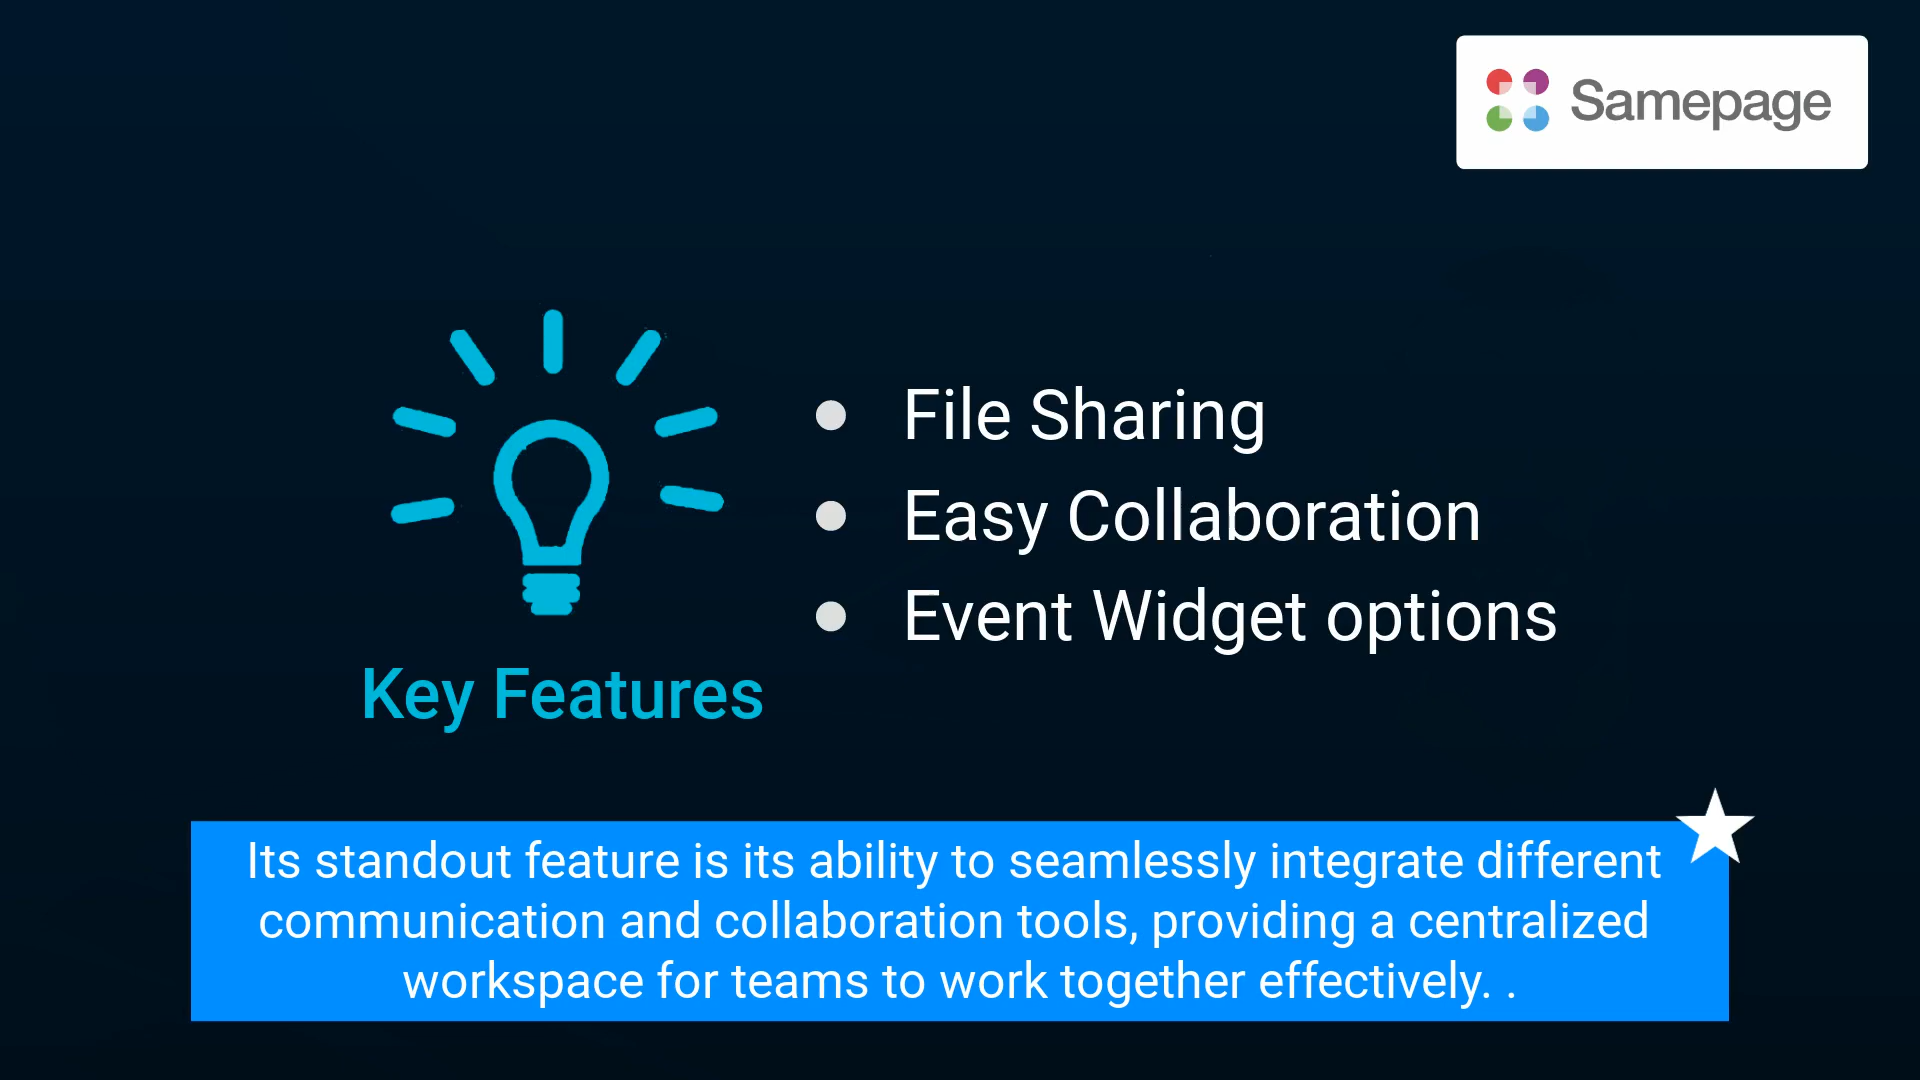 Samepage
File Sharing
Easy Collaboration
Event Widget options
Key Features
Its standout feature is its ability to seamlessly integrate different
communication and collaboration tools, providing a centralized
workspace for teams to work together effectively. .